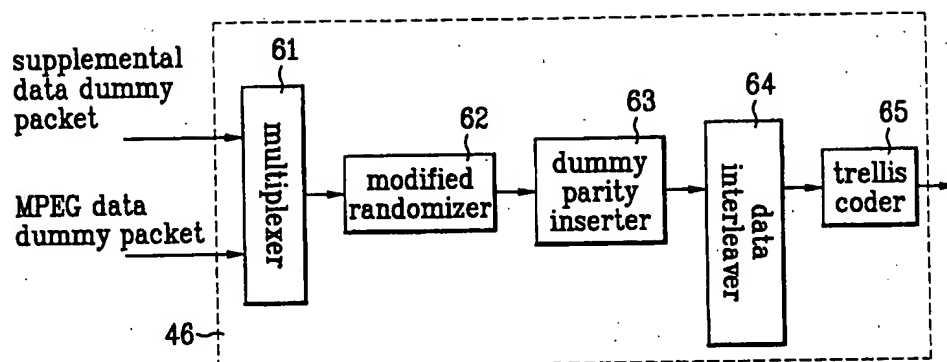 supplemental
data dummy
packet
MPEG data
dummy packet
61
multiplexer
62
modified
randomizer
63
dummy
parity
inserter
64
data
interleaver
65
trellis
coder
46